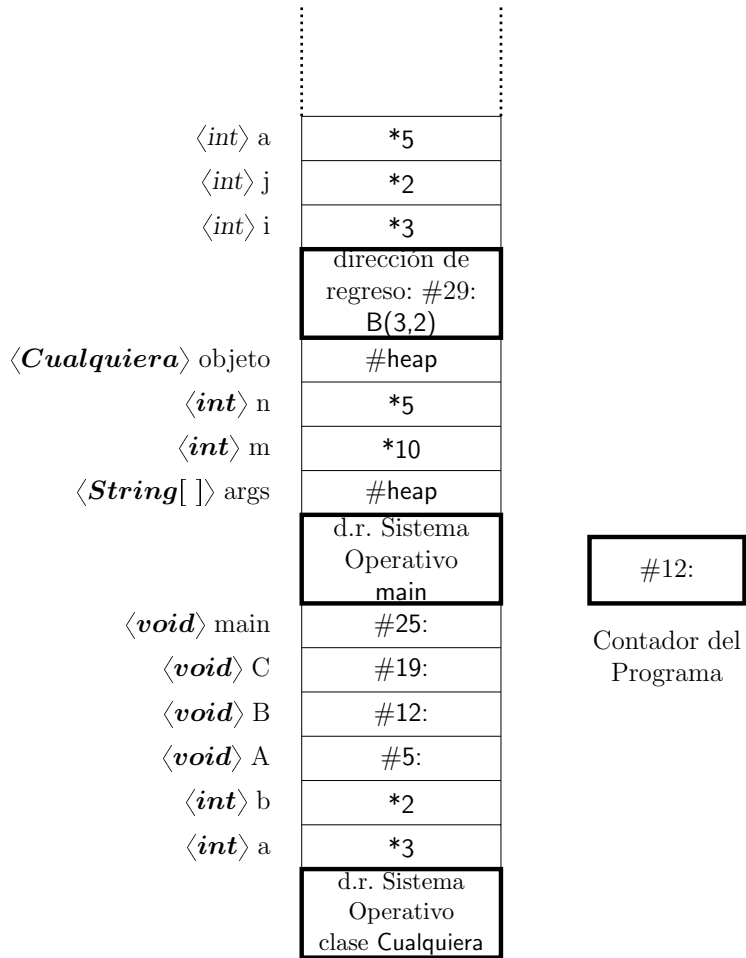 ⟨int⟩ a *5
⟨int⟩ j *2
⟨int⟩ i *3
dirección de
regreso: #29:
B(3,2)
⟨Cualquiera⟩ objeto #heap
⟨int⟩ n *5
⟨int⟩ m *10
⟨String[ ]⟩ args #heap
d.r. Sistema
Operativo
main
#12:
Contador del
Programa
⟨void⟩ main #25:
⟨void⟩ C #19:
⟨void⟩ B #12:
⟨void⟩ A #5:
⟨int⟩ b *2
⟨int⟩ a *3
d.r. Sistema
Operativo
clase Cualquiera